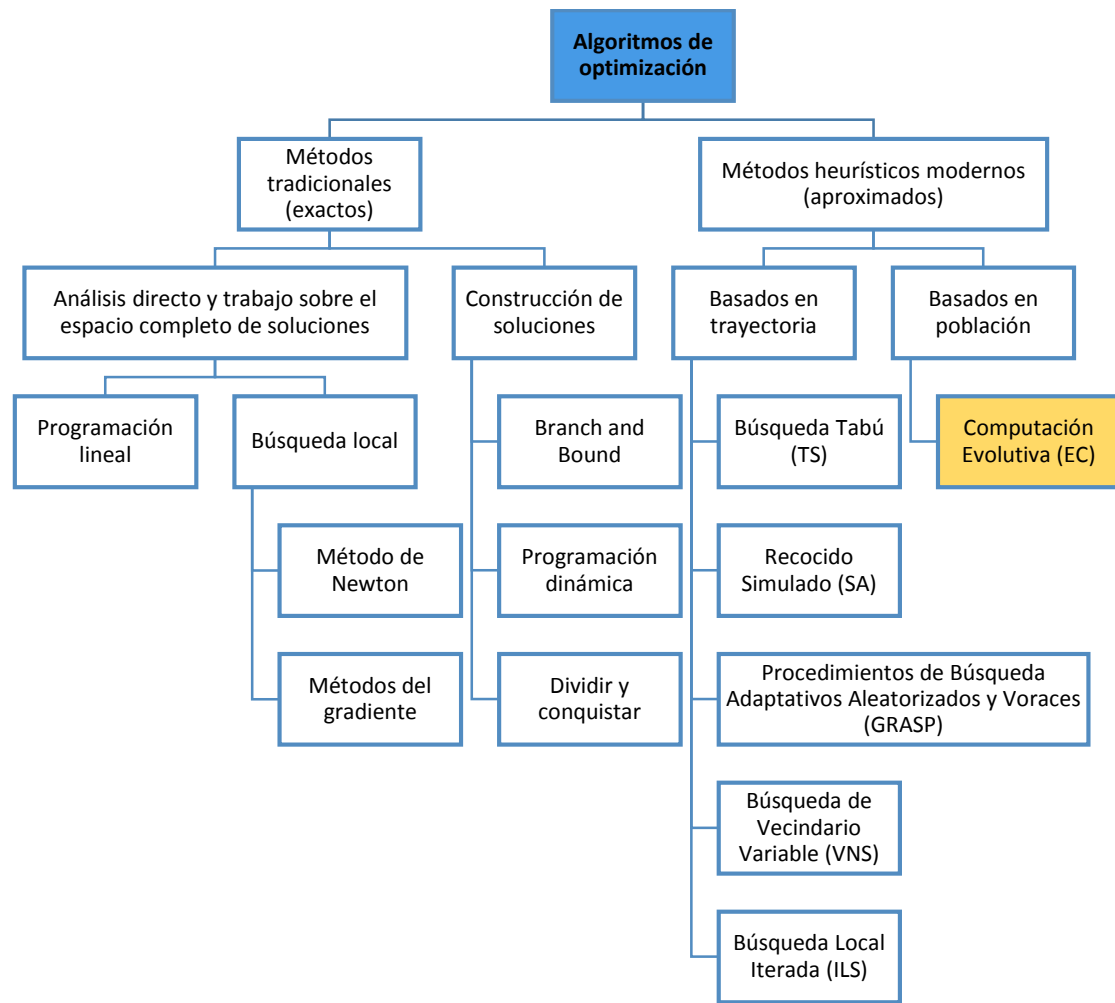 Algoritmos de
optimización
Métodos
tradicionales
(exactos)
Métodos heurísticos modernos
(aproximados)
Análisis directo y trabajo sobre el
espacio completo de soluciones
Construcción de
soluciones
Basados en
trayectoria
Basados en
población
Programación
lineal
Búsqueda local
Branch and
Bound
Búsqueda Tabú
(TS)
Computación
Evolutiva (EC)
Método de
Newton
Programación
dinámica
Recocido
Simulado (SA)
Métodos del
gradiente
Dividir y
conquistar
Procedimientos de Búsqueda
Adaptativos Aleatorizados y Voraces
(GRASP)
Búsqueda de
Vecindario
Variable (VNS)
Búsqueda Local
Iterada (ILS)